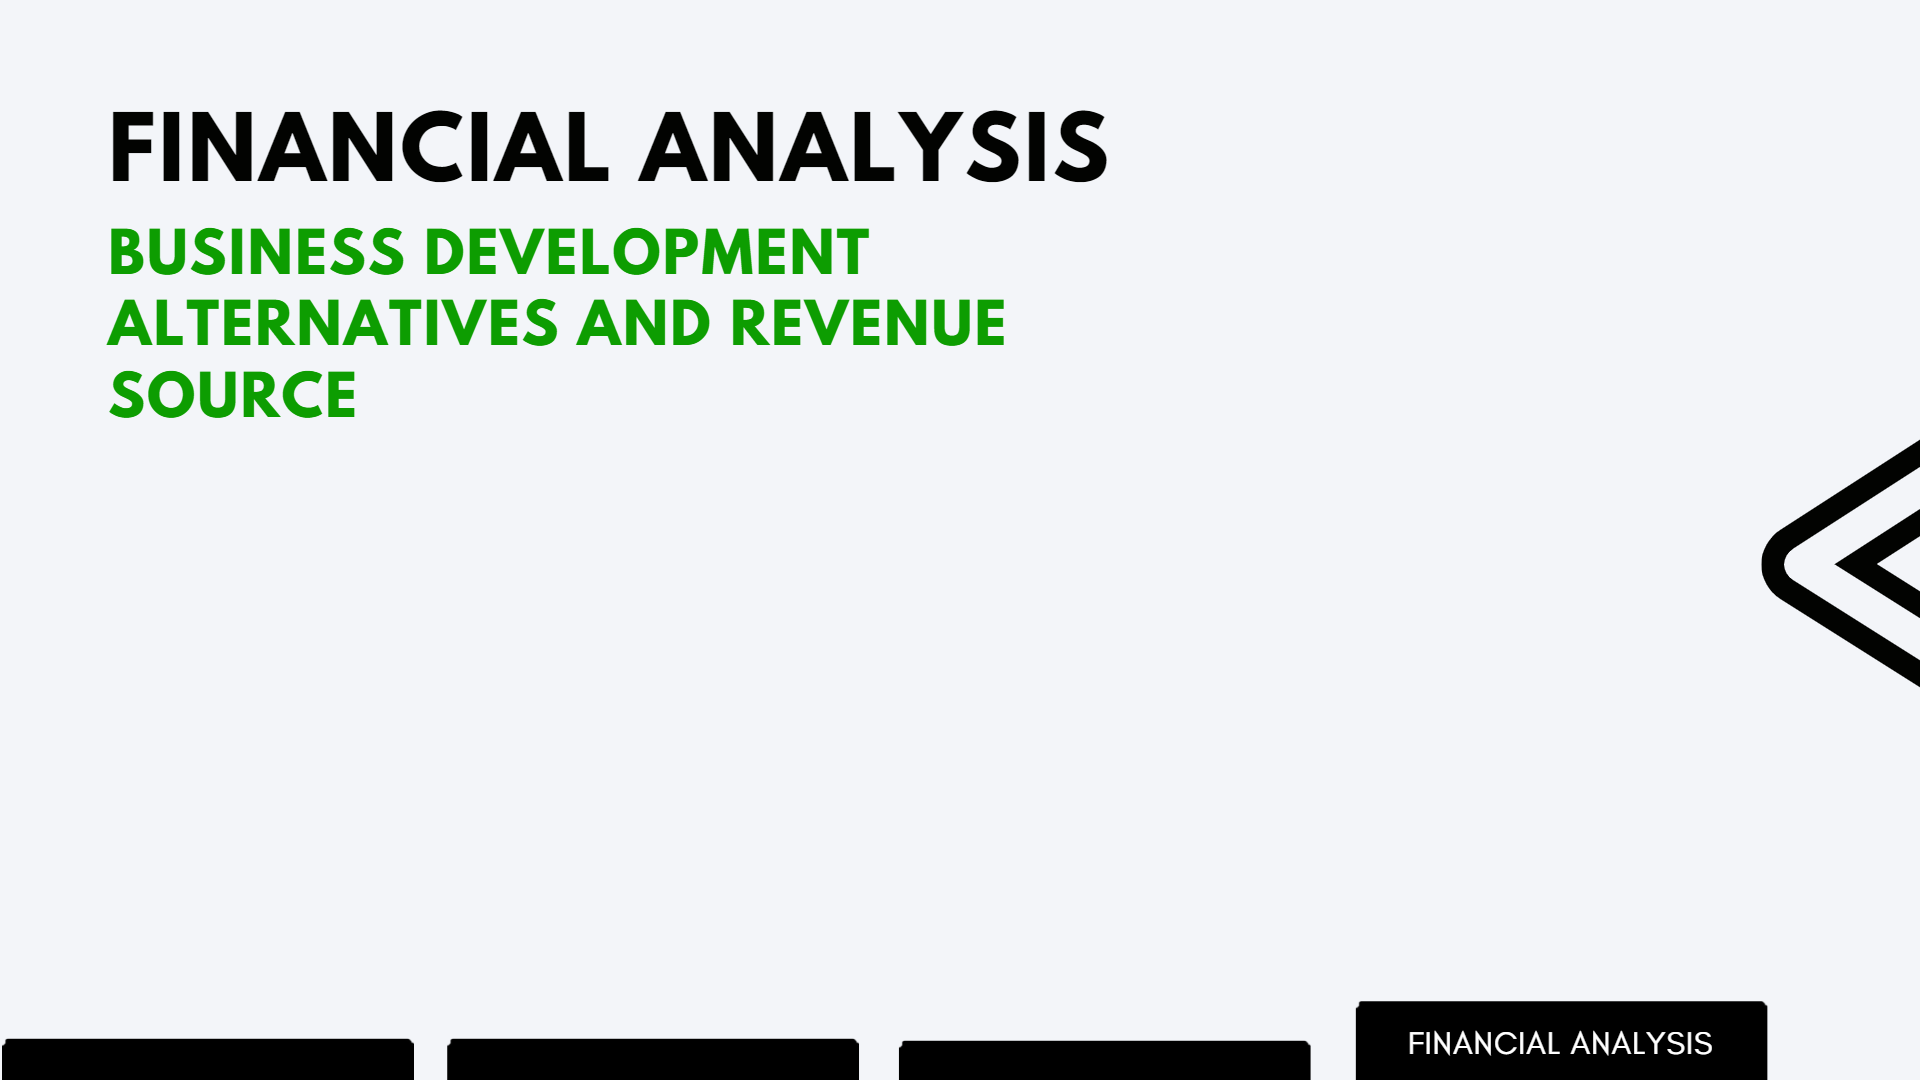 FINANCIAL ANALYSIS
BUSINESS DEVELOPMENT
ALTERNATIVES AND REVENUE
SOURCE
FINANCIAL ANALYSIS